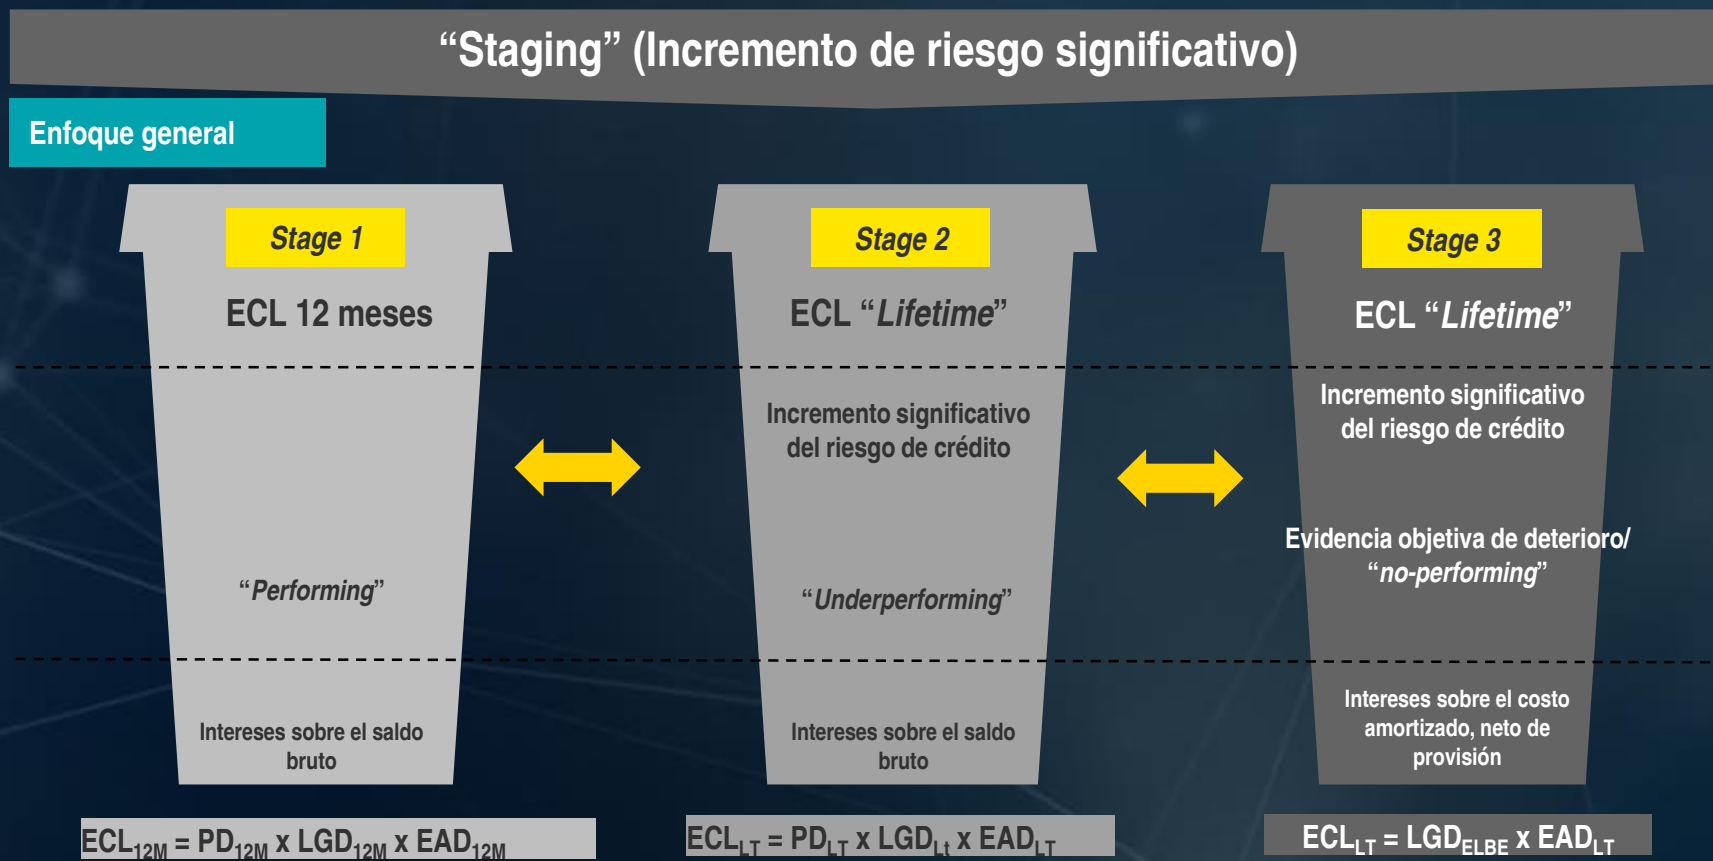 “Staging” (Incremento de riesgo significativo)
Enfoque general
Stage 1
ECL 12 meses
“Performing”
Intereses sobre el saldo
bruto
ECL12M = PD12M x LGD12M x EAD12M
Stage 2
ECL “Lifetime”
Incremento significativo
del riesgo de crédito
“Underperforming”
Intereses sobre el saldo
bruto
ECLLT = PDLT x LGDLt x EADLT
Stage 3
ECL “Lifetime”
Incremento significativo
del riesgo de crédito
Evidencia objetiva de deterioro/
“no-performing”
Intereses sobre el costo
amortizado, neto de
provisión
ECLLT = LGDELBE x EADLT